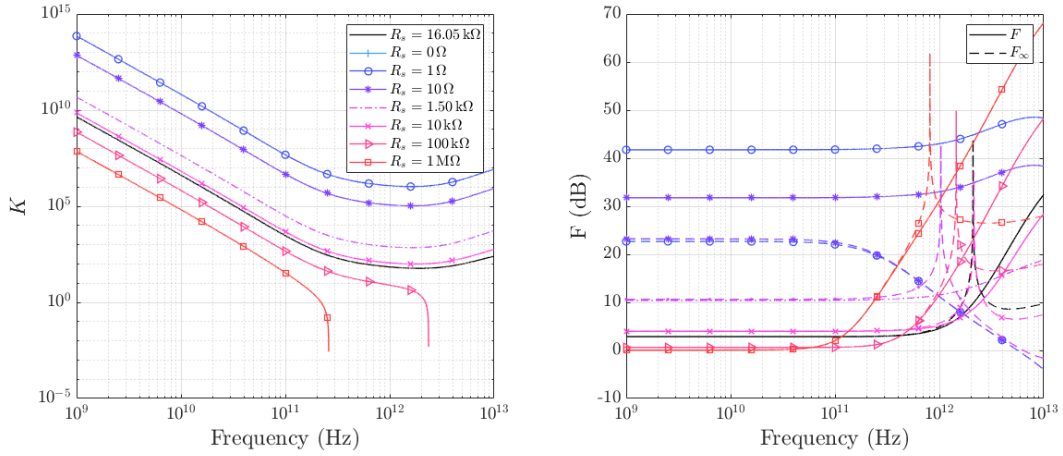 10^15
10^10
10^5
10^0
10^-5
K
10^9
10^10
10^11
10^12
10^13
Frequency (Hz)
R_s = 16.05 kΩ
R_s = 0 Ω
R_s = 1 Ω
R_s = 10 Ω
R_s = 1.50 kΩ
R_s = 10 kΩ
R_s = 100 kΩ
R_s = 1 MΩ
70
60
50
40
30
20
10
0
-10
F (dB)
10^9
10^10
10^11
10^12
10^13
Frequency (Hz)
F
F_∞